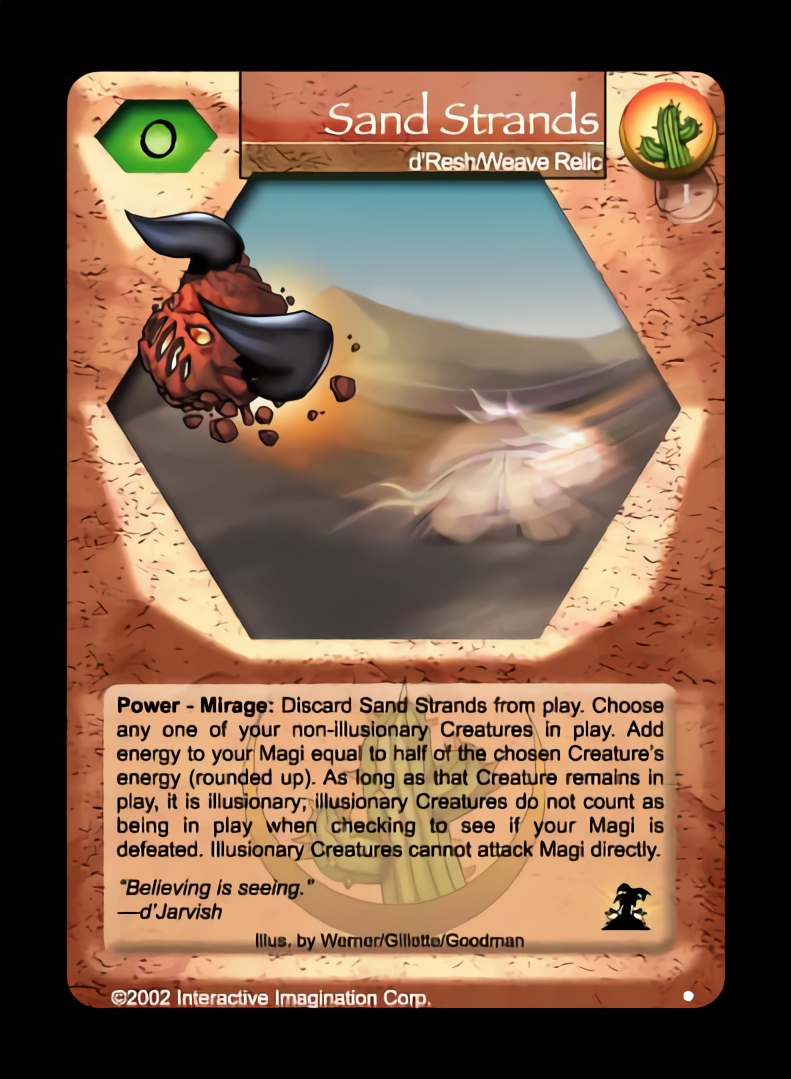 0
Sand Strands
d'Resh/Weave Relic
1
Power - Mirage: Discard Sand Strands from play. Choose
any one of your non-illusionary Creatures in play. Add
energy to your Magi equal to half of the chosen Creature's
energy (rounded up). As long as that Creature remains in
play, it is illusionary; illusionary Creatures do not count as
being in play when checking to see if your Magi is
defeated. Illusionary Creatures cannot attack Magi directly.
"Believing is seeing."
—d'Jarvish
Illus. by Werner/Gillette/Goodman
©2002 Interactive Imagination Corp.